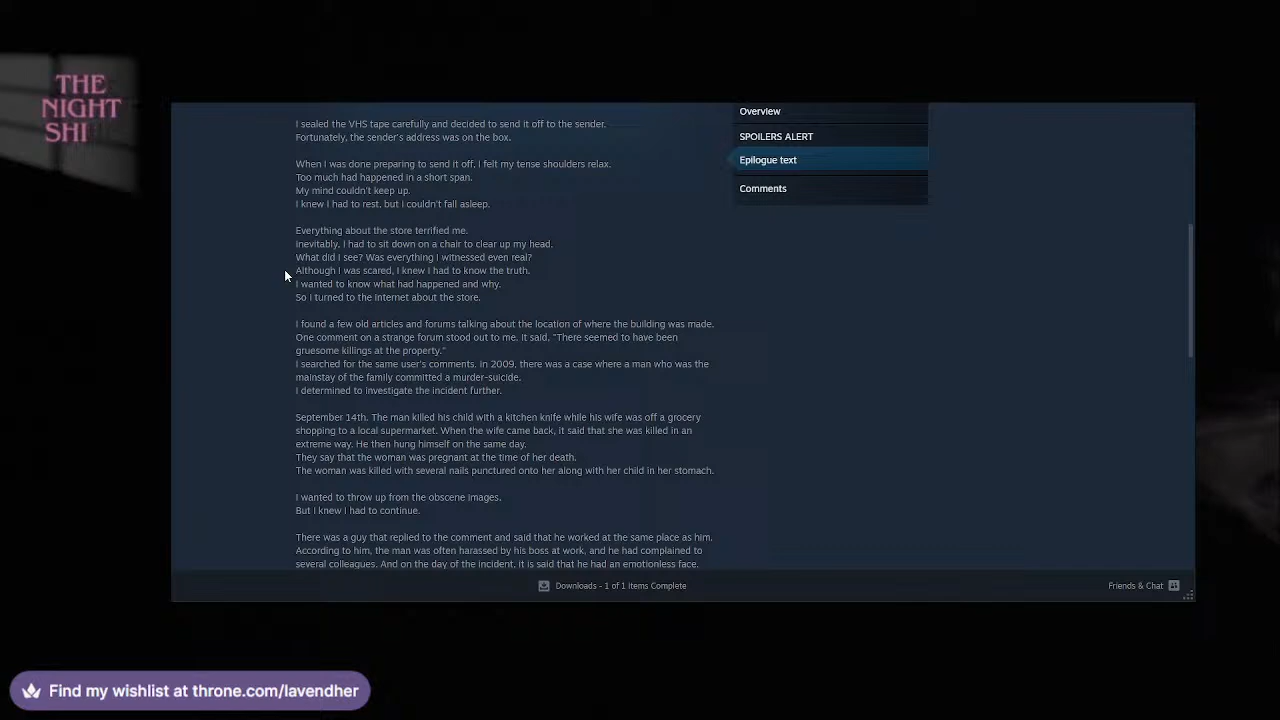 THE
NIGHT
SHI
Overview
SPOILERS ALERT
Epilogue text
Comments
I sealed the VHS tape carefully and decided to send it off to the sender.
Fortunately, the sender's address was on the box.
When I was done preparing to send it off, I felt my tense shoulders relax.
Too much had happened in a short span.
My mind couldn't keep up.
I knew I had to rest, but I couldn't fall asleep.
Everything about the store terrified me.
Inevitably, I had to sit down on a chair to clear up my head.
What did I see? Was everything I witnessed even real?
Although I was scared, I knew I had to know the truth.
I wanted to know what had happened and why.
So I turned to the Internet about the store.
I found a few old articles and forums talking about the location of where the building was made.
One comment on a strange forum stood out to me. It said, "There seemed to have been
gruesome killings at the property."
I searched for the same user's comments. In 2009, there was a case where a man who was the
mainstay of the family committed a murder-suicide.
I determined to investigate the incident further.
September 14th. The man killed his child with a kitchen knife while his wife was off a grocery
shopping to a local supermarket. When the wife came back, it said that she was killed in an
extreme way. He then hung himself on the same day.
They say that the woman was pregnant at the time of her death.
The woman was killed with several nails punctured onto her along with her child in her stomach.
I wanted to throw up from the obscene images.
But I knew I had to continue.
There was a guy that replied to the comment and said that he worked at the same place as him.
According to him, the man was often harassed by his boss at work, and he had complained to
several colleagues. And on the day of the incident, it is said that he had an emotionless face.
Downloads - 1 of 1 Items Complete
Friends & Chat
Find my wishlist at throne.com/lavendher